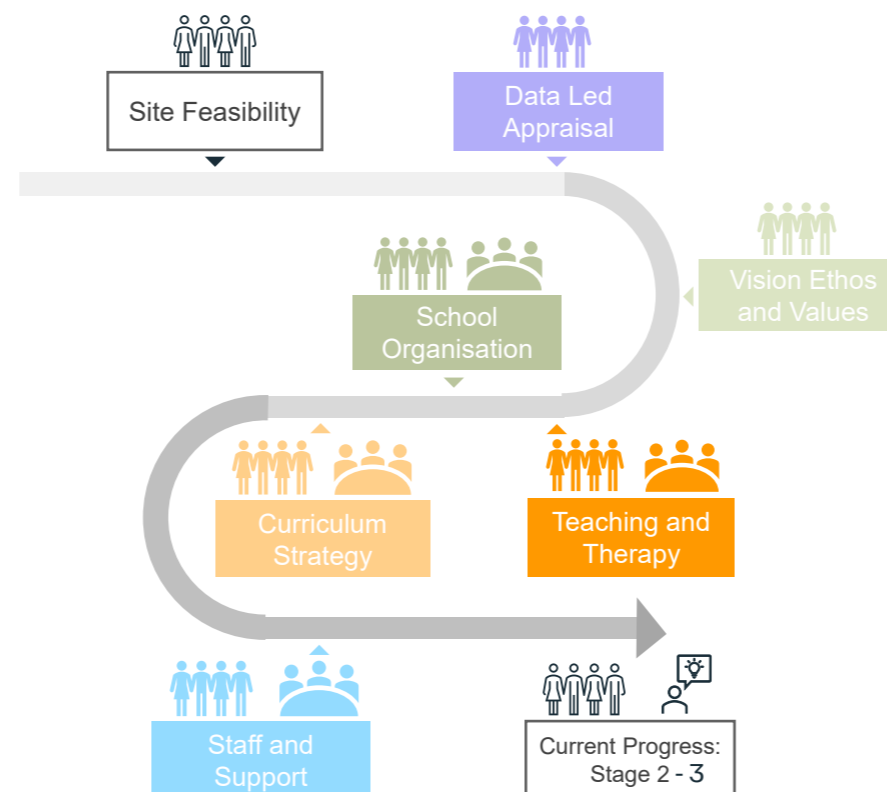 Site Feasibility
Data Led
Appraisal
Vision Ethos
and Values
School
Organisation
Teaching and
Therapy
Curriculum
Strategy
Staff and
Support
Current Progress:
Stage 2 - 3